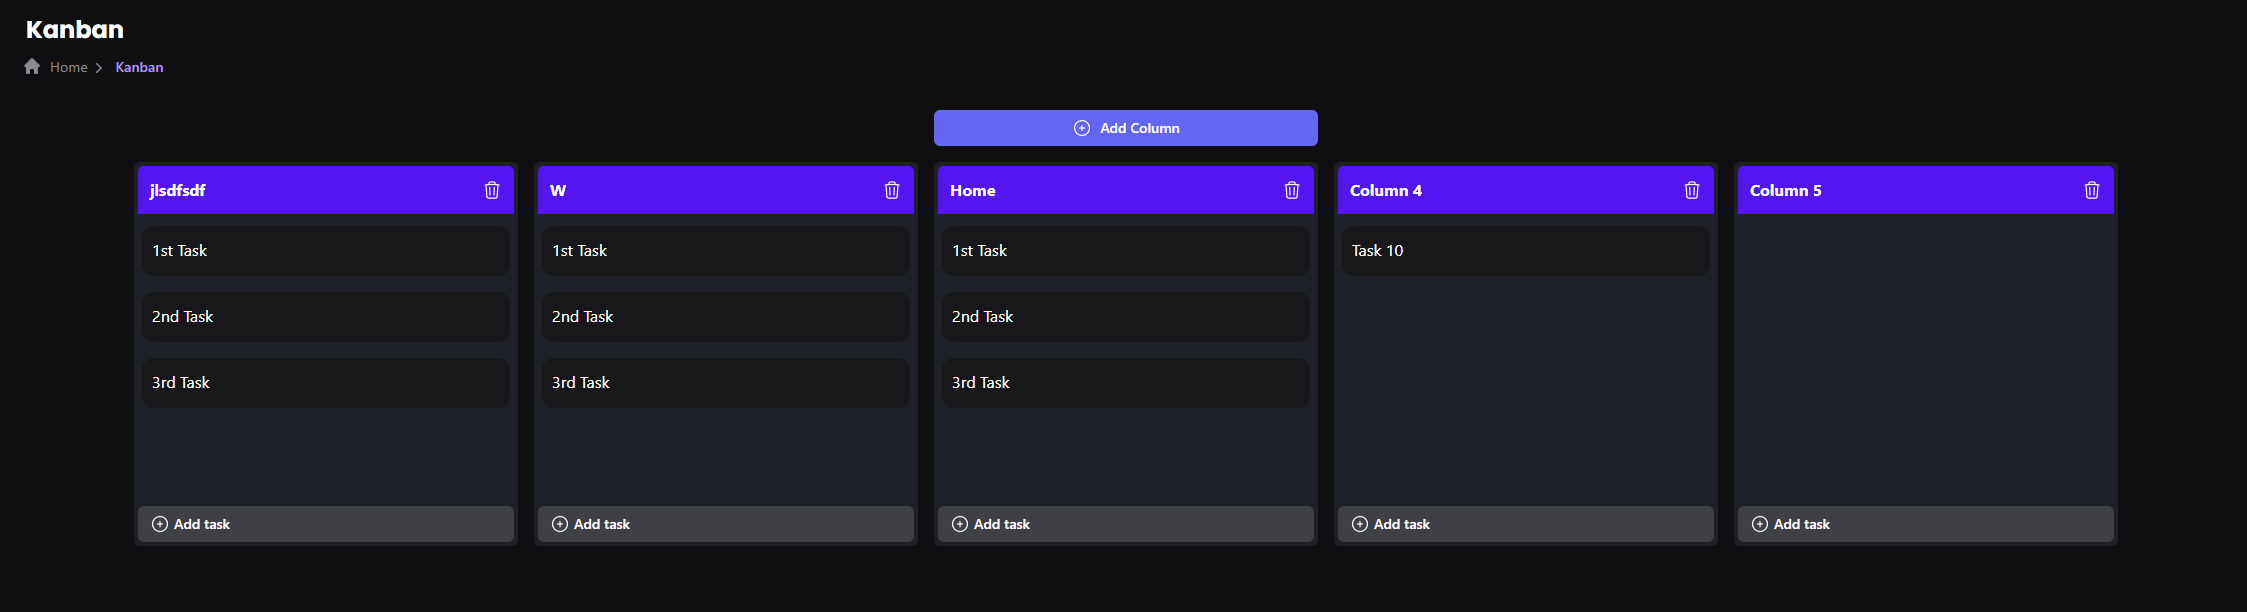 Kanban
Home > Kanban
Add Column
jlsdfsdf
1st Task
2nd Task
3rd Task
Add task
W
1st Task
2nd Task
3rd Task
Add task
Home
1st Task
2nd Task
3rd Task
Add task
Column 4
Task 10
Add task
Column 5
Add task